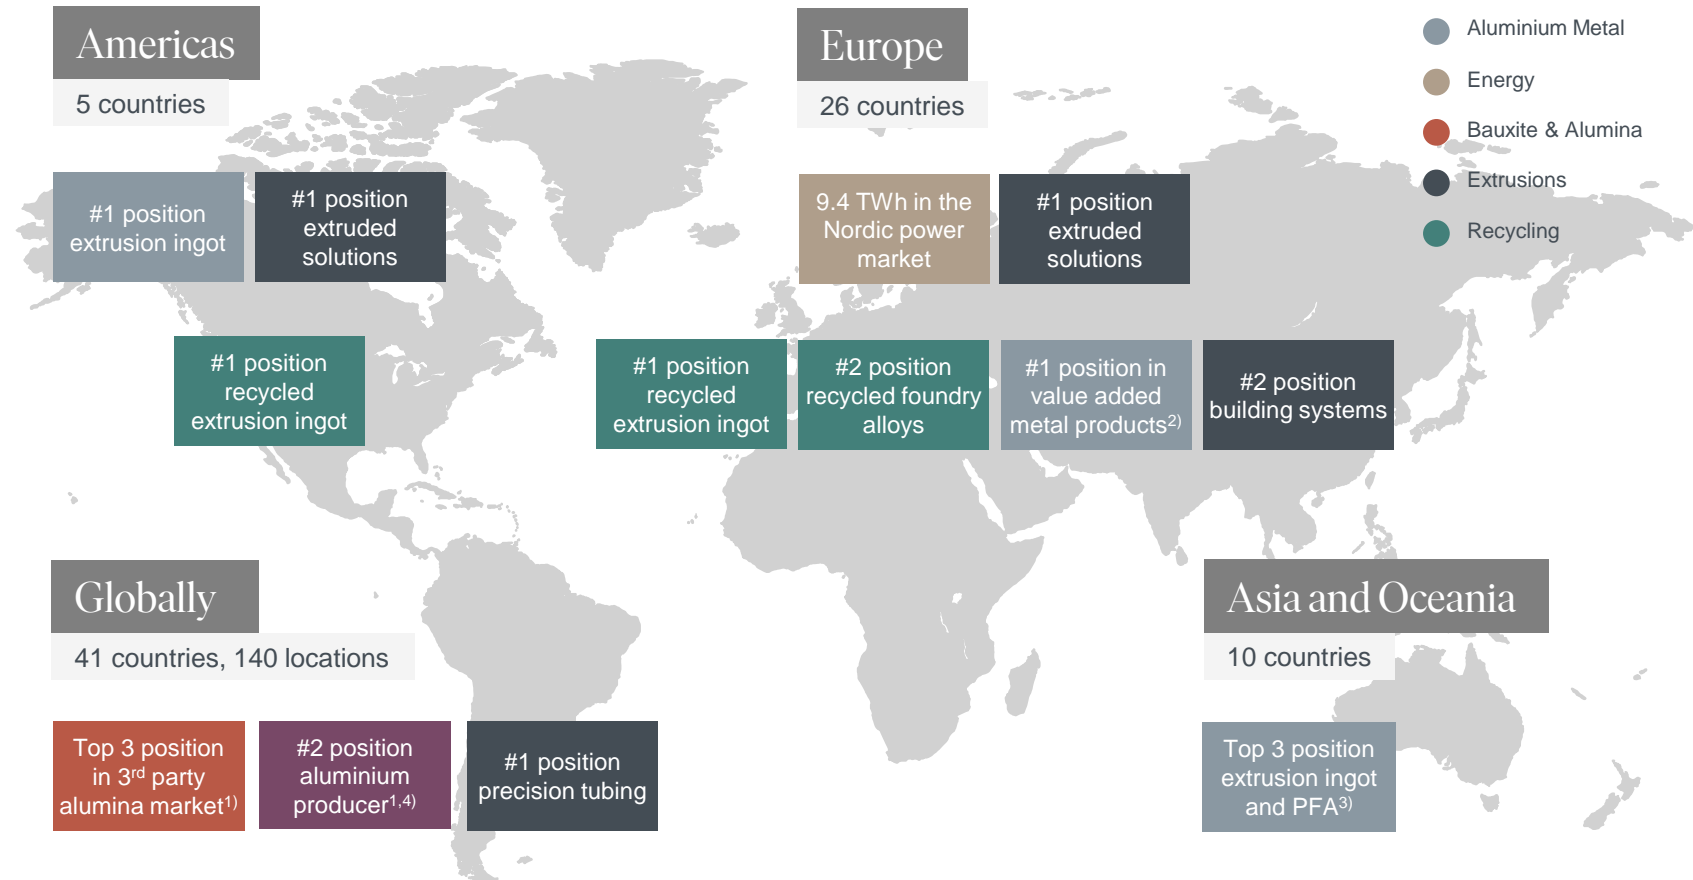 Americas
5 countries
#1 position
extrusion ingot
#1 position
extruded
solutions
#1 position
recycled
extrusion ingot
Europe
26 countries
9.4 TWh in the
Nordic power
market
#1 position
extruded
solutions
#1 position
recycled
extrusion ingot
#2 position
recycled foundry
alloys
#1 position in
value added
metal products2)
#2 position
building systems
Aluminium Metal
Energy
Bauxite & Alumina
Extrusions
Recycling
Globally
41 countries, 140 locations
Top 3 position
in 3rd party
alumina market1)
#2 position
aluminium
producer1,4)
#1 position
precision tubing
Asia and Oceania
10 countries
Top 3 position
extrusion ingot
and PFA3)